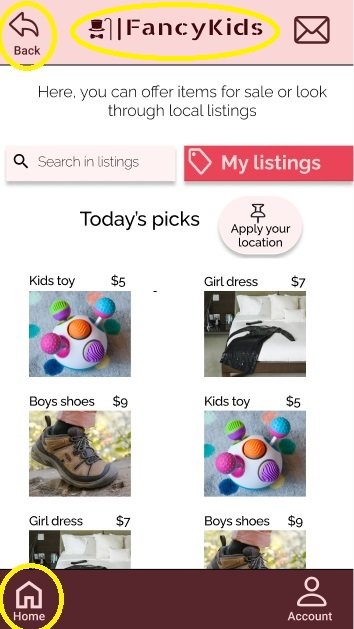 Back
||FancyKids
Here, you can offer items for sale or look
through local listings
Search in listings
My listings
Today's picks
Apply your
location
Kids toy $5
Girl dress $7
Boys shoes $9
Kids toy $5
Girl dress $7
Boys shoes $9
Home
Account